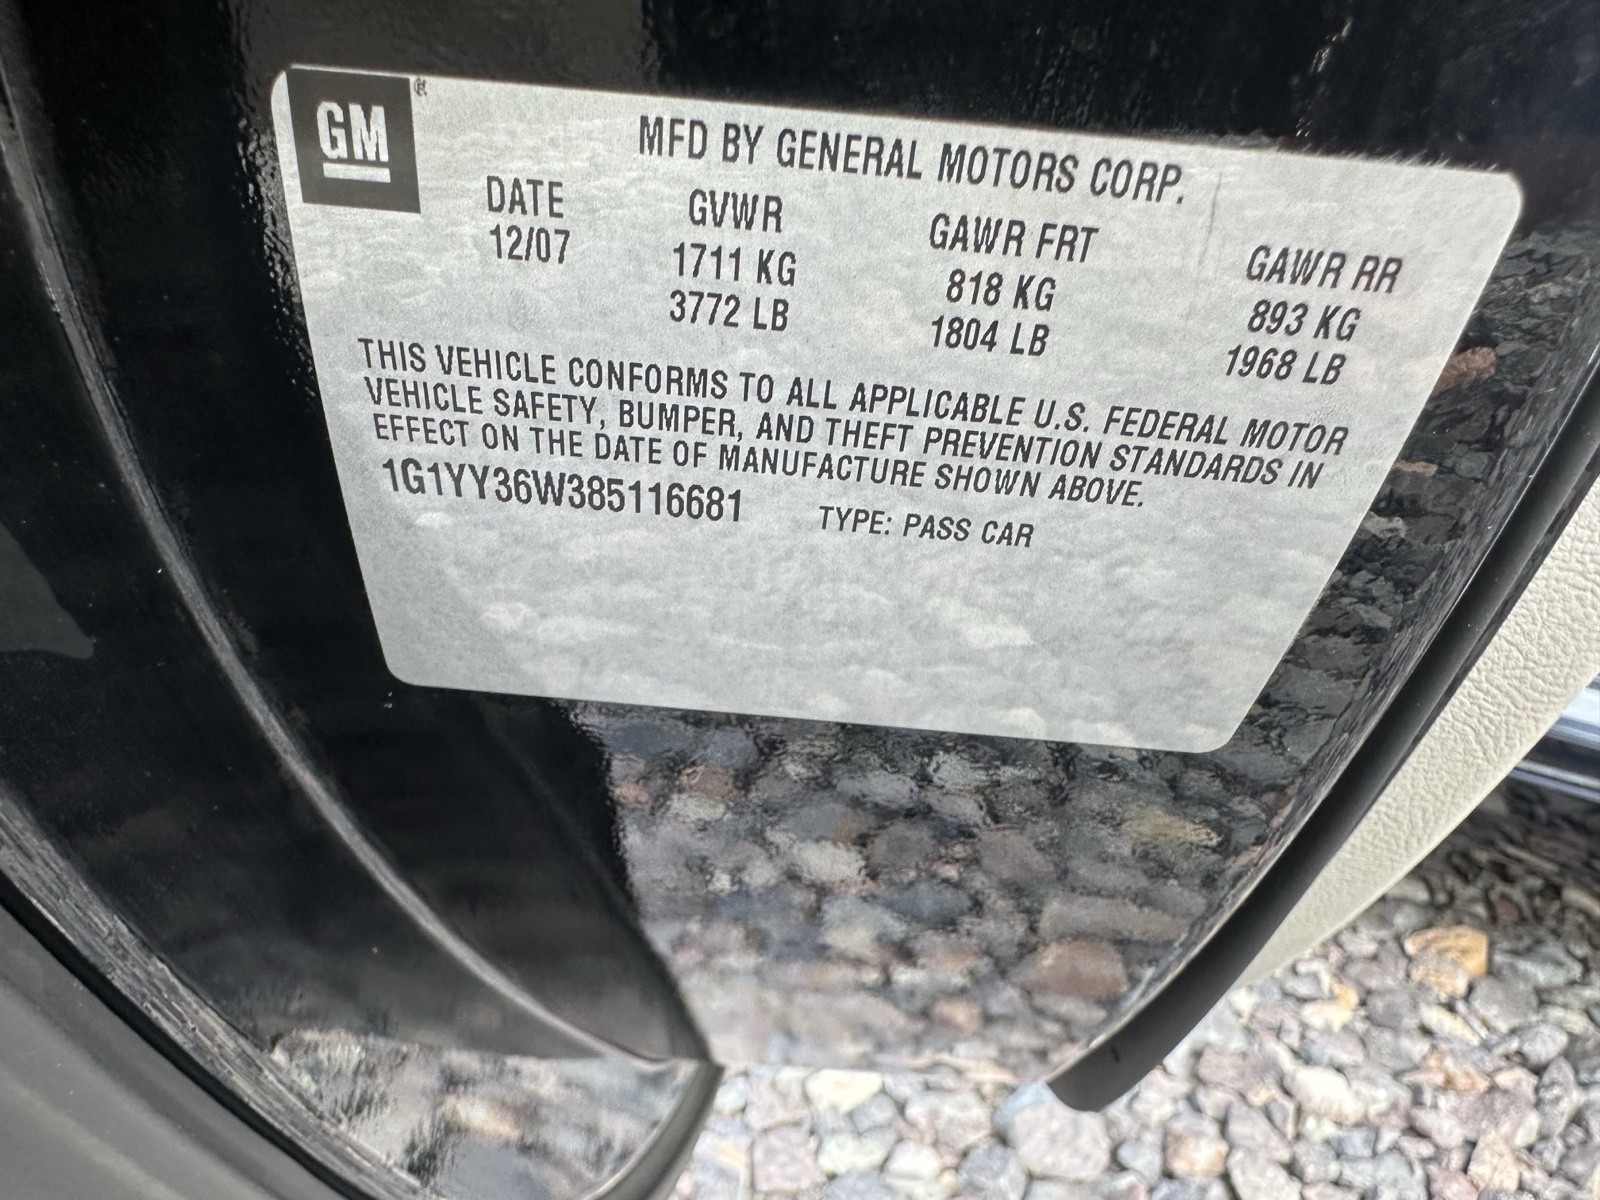 GM
MFD BY GENERAL MOTORS CORP.
DATE GVWR GAWR FRT GAWR RR
12/07 1711 KG 818 KG 893 KG
3772 LB 1804 LB 1968 LB
THIS VEHICLE CONFORMS TO ALL APPLICABLE U.S. FEDERAL MOTOR
VEHICLE SAFETY, BUMPER, AND THEFT PREVENTION STANDARDS IN
EFFECT ON THE DATE OF MANUFACTURE SHOWN ABOVE.
1G1YY36W385116681 TYPE: PASS CAR